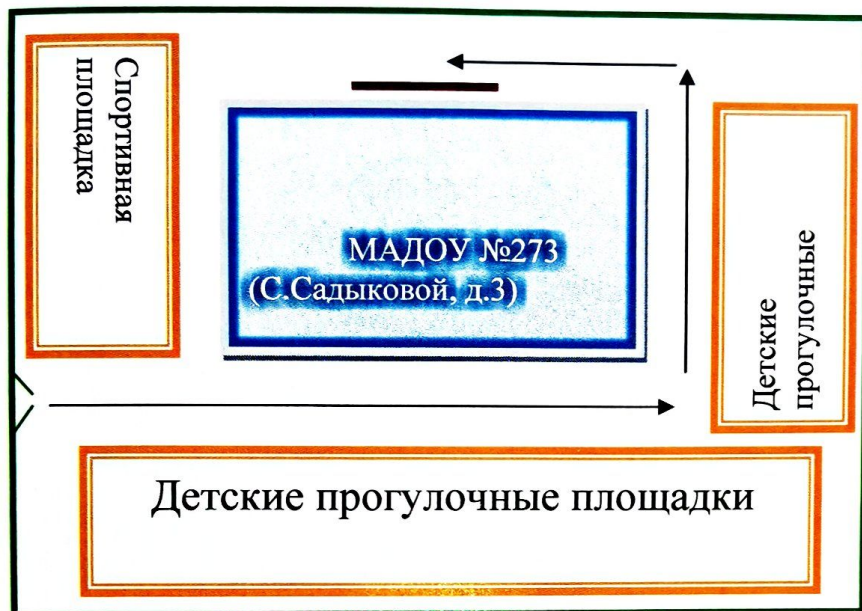 Спортивная
площадка
МАДОУ №273
(С.Садыковой, д.3)
Детские
прогулочные
Детские прогулочные площадки